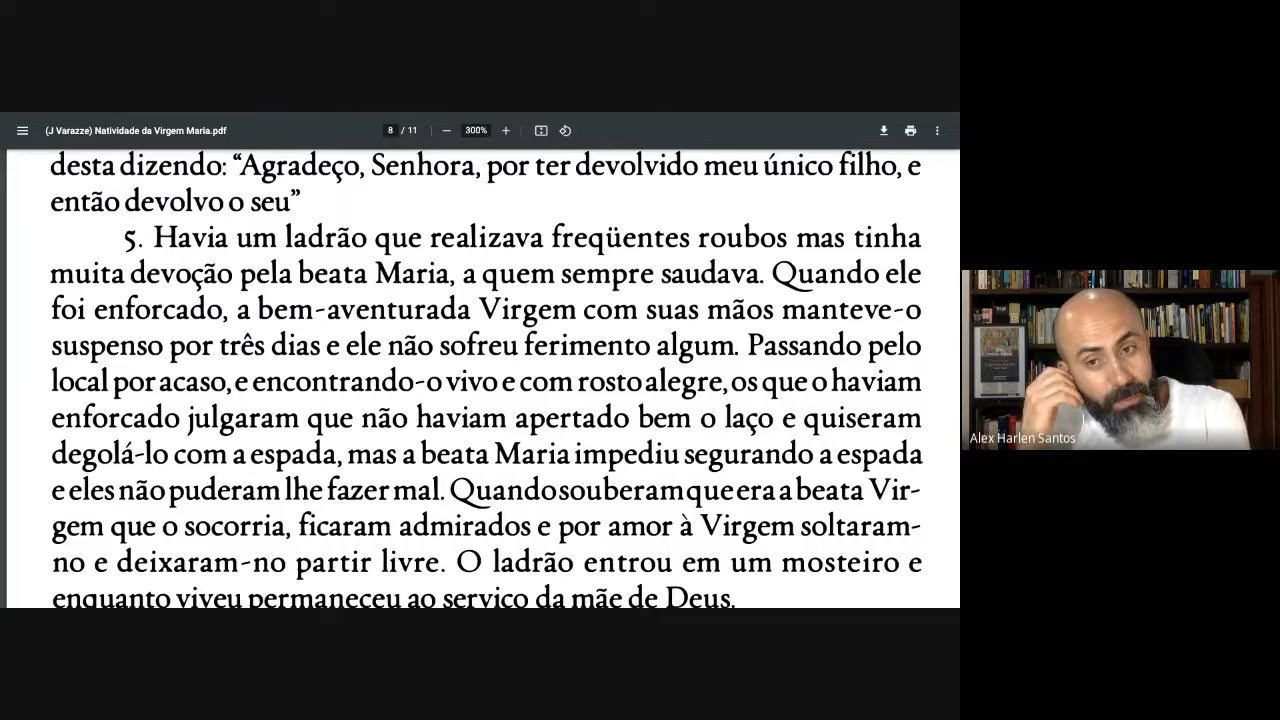 (J Varazze) Natividade da Virgem Maria.pdf
8 / 11
300%
desta dizendo: “Agradeço, Senhora, por ter devolvido meu único filho, e
então devolvo o seu”
5. Havia um ladrão que realizava freqüentes roubos mas tinha
muita devoção pela beata Maria, a quem sempre saudava. Quando ele
foi enforcado, a bem-aventurada Virgem com suas mãos manteve-o
suspenso por três dias e ele não sofreu ferimento algum. Passando pelo
local por acaso, e encontrando-o vivo e com rosto alegre, os que o haviam
enforcado julgaram que não haviam apertado bem o laço e quiseram
degolá-lo com a espada, mas a beata Maria impediu segurando a espada
e eles não puderam lhe fazer mal. Quando souberam que era a beata Vir-
gem que o socorria, ficaram admirados e por amor à Virgem soltaram-
no e deixaram-no partir livre. O ladrão entrou em um mosteiro e
enquanto viveu permaneceu ao serviço da mãe de Deus.
Alex Harlen Santos